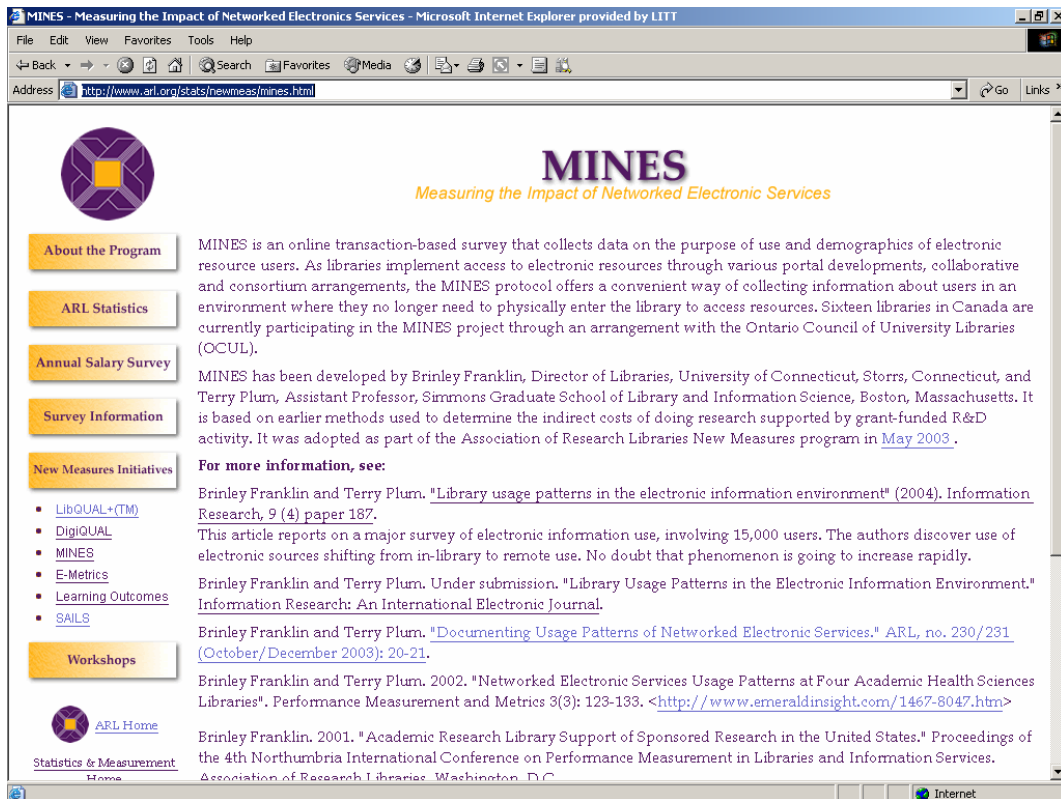 MINES - Measuring the Impact of Networked Electronics Services - Microsoft Internet Explorer provided by LITT
File Edit View Favorites Tools Help
Back Search Favorites Media
Address http://www.arl.org/stats/newmeas/mines.html Go Links »
MINES
Measuring the Impact of Networked Electronic Services
About the Program
ARL Statistics
Annual Salary Survey
Survey Information
New Measures Initiatives
LibQUAL+(TM)
DigiQUAL
MINES
E-Metrics
Learning Outcomes
SAILS
Workshops
ARL Home
Statistics & Measurement
Home
MINES is an online transaction-based survey that collects data on the purpose of use and demographics of electronic
resource users. As libraries implement access to electronic resources through various portal developments, collaborative
and consortium arrangements, the MINES protocol offers a convenient way of collecting information about users in an
environment where they no longer need to physically enter the library to access resources. Sixteen libraries in Canada are
currently participating in the MINES project through an arrangement with the Ontario Council of University Libraries
(OCUL).
MINES has been developed by Brinley Franklin, Director of Libraries, University of Connecticut, Storrs, Connecticut, and
Terry Plum, Assistant Professor, Simmons Graduate School of Library and Information Science, Boston, Massachusetts. It
is based on earlier methods used to determine the indirect costs of doing research supported by grant-funded R&D
activity. It was adopted as part of the Association of Research Libraries New Measures program in May 2003 .
For more information, see:
Brinley Franklin and Terry Plum. "Library usage patterns in the electronic information environment" (2004). Information
Research, 9 (4) paper 187.
This article reports on a major survey of electronic information use, involving 15,000 users. The authors discover use of
electronic sources shifting from in-library to remote use. No doubt that phenomenon is going to increase rapidly.
Brinley Franklin and Terry Plum. Under submission. "Library Usage Patterns in the Electronic Information Environment."
Information Research: An International Electronic Journal.
Brinley Franklin and Terry Plum. "Documenting Usage Patterns of Networked Electronic Services." ARL, no. 230/231
(October/December 2003): 20-21.
Brinley Franklin and Terry Plum. 2002. "Networked Electronic Services Usage Patterns at Four Academic Health Sciences
Libraries". Performance Measurement and Metrics 3(3): 123-133. <http://www.emeraldinsight.com/1467-8047.htm>
Brinley Franklin. 2001. "Academic Research Library Support of Sponsored Research in the United States." Proceedings of
the 4th Northumbria International Conference on Performance Measurement in Libraries and Information Services.
Association of Research Libraries, Washington, D.C.
Internet